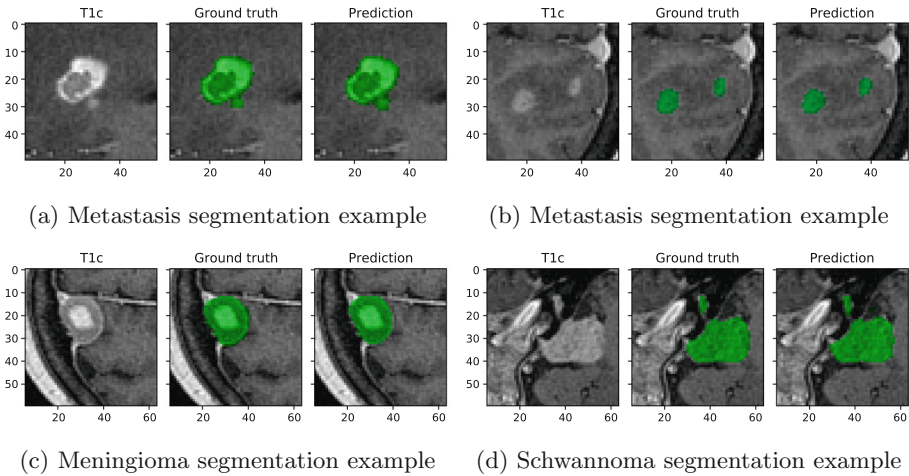 T1c Ground truth Prediction T1c Ground truth Prediction
0 0
10 10
20 20
30 30
40 40
20 40 20 40 20 40 20 40 20 40 20 40
(a) Metastasis segmentation example (b) Metastasis segmentation example
T1c Ground truth Prediction T1c Ground truth Prediction
0 0
10 10
20 20
30 30
40 40
50 50
20 40 60 20 40 60 20 40 60 20 40 60 20 40 60 20 40 60
(c) Meningioma segmentation example (d) Schwannoma segmentation example